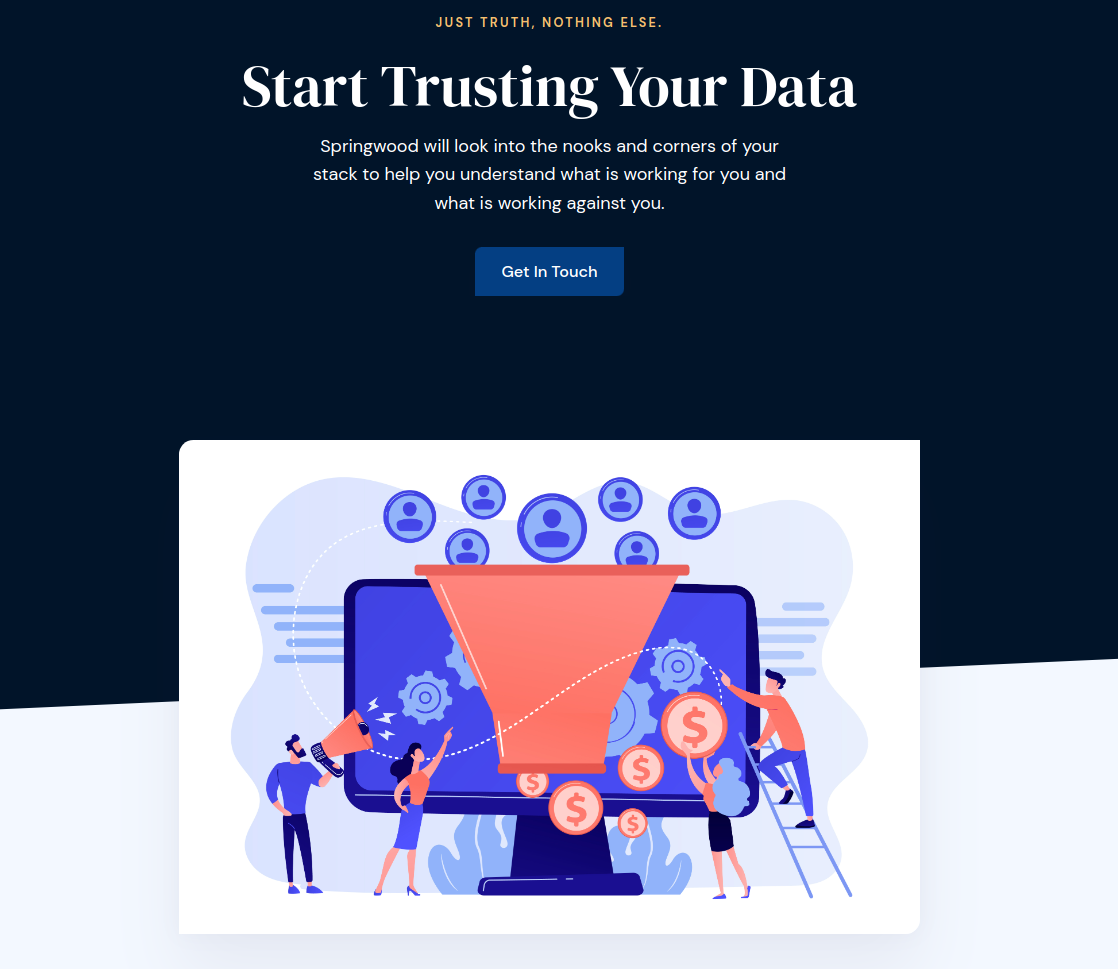 JUST TRUTH, NOTHING ELSE.
Start Trusting Your Data
Springwood will look into the nooks and corners of your
stack to help you understand what is working for you and
what is working against you.
Get In Touch
$
$
$
$
$